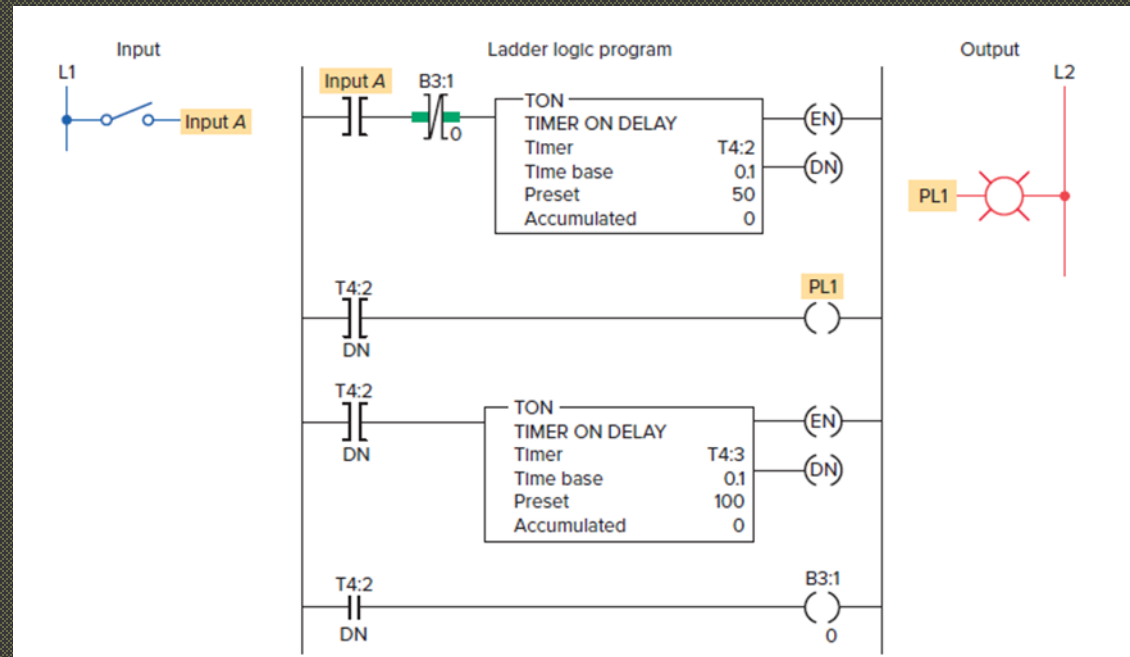 Input
Ladder logic program
Output
L1
L2
Input A
B3:1
Input A
0
TON
TIMER ON DELAY
Timer T4:2
Time base 0.1
Preset 50
Accumulated 0
EN
DN
PL1
T4:2
DN
PL1
T4:2
DN
TON
TIMER ON DELAY
Timer T4:3
Time base 0.1
Preset 100
Accumulated 0
EN
DN
T4:2
DN
B3:1
0